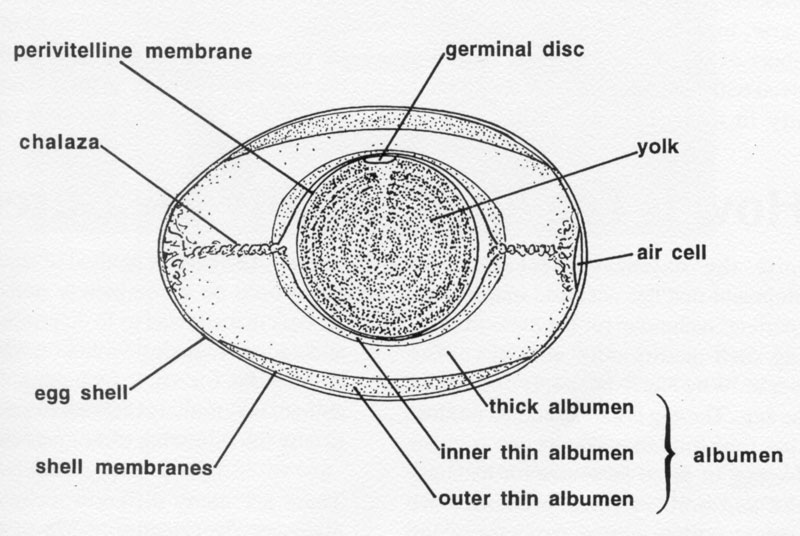 perivitelline membrane
germinal disc
chalaza
yolk
air cell
egg shell
thick albumen
shell membranes
inner thin albumen
albumen
outer thin albumen